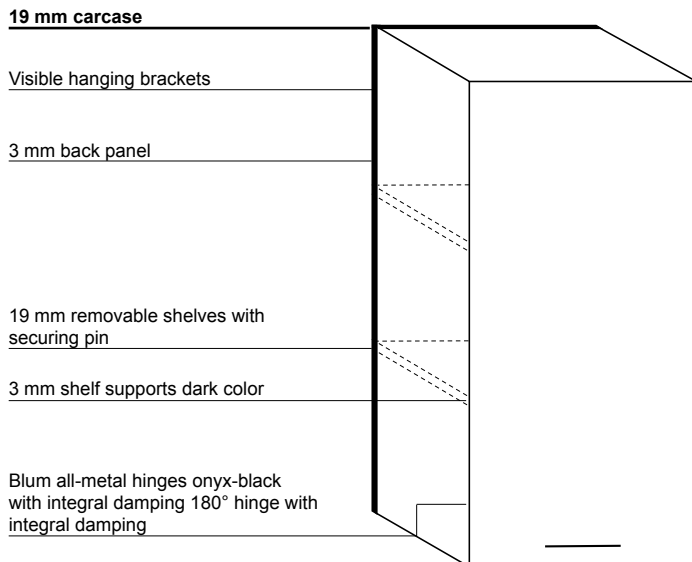 19 mm carcase
Visible hanging brackets
3 mm back panel
19 mm removable shelves with
securing pin
3 mm shelf supports dark color
Blum all-metal hinges onyx-black
with integral damping 180° hinge with
integral damping